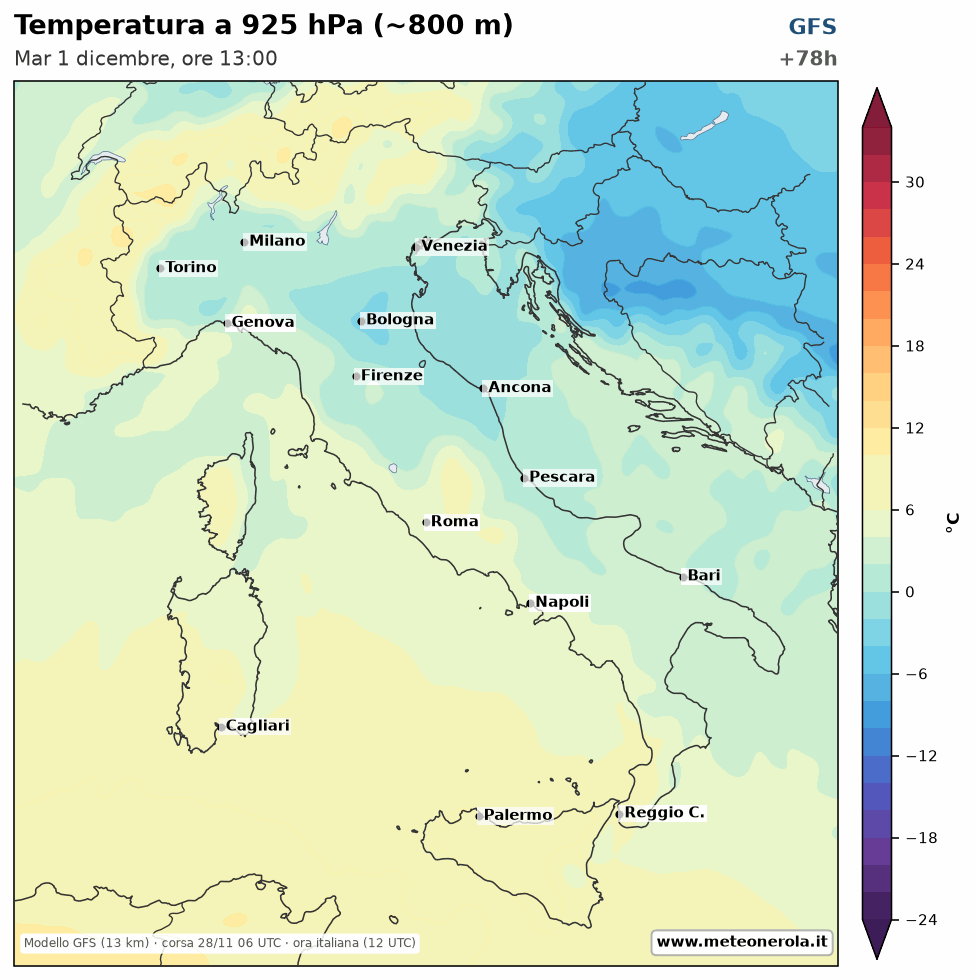 Temperatura a 925 hPa (~800 m)
GFS
Mar 1 dicembre, ore 13:00
+78h
Milano
Venezia
Torino
Bologna
Genova
Firenze
Ancona
Pescara
Roma
Bari
Napoli
Cagliari
Palermo
Reggio C.
30
24
18
12
6
0
−6
−12
−18
−24
°C
Modello GFS (13 km) · corsa 28/11 06 UTC · ora italiana (12 UTC)
www.meteonerola.it